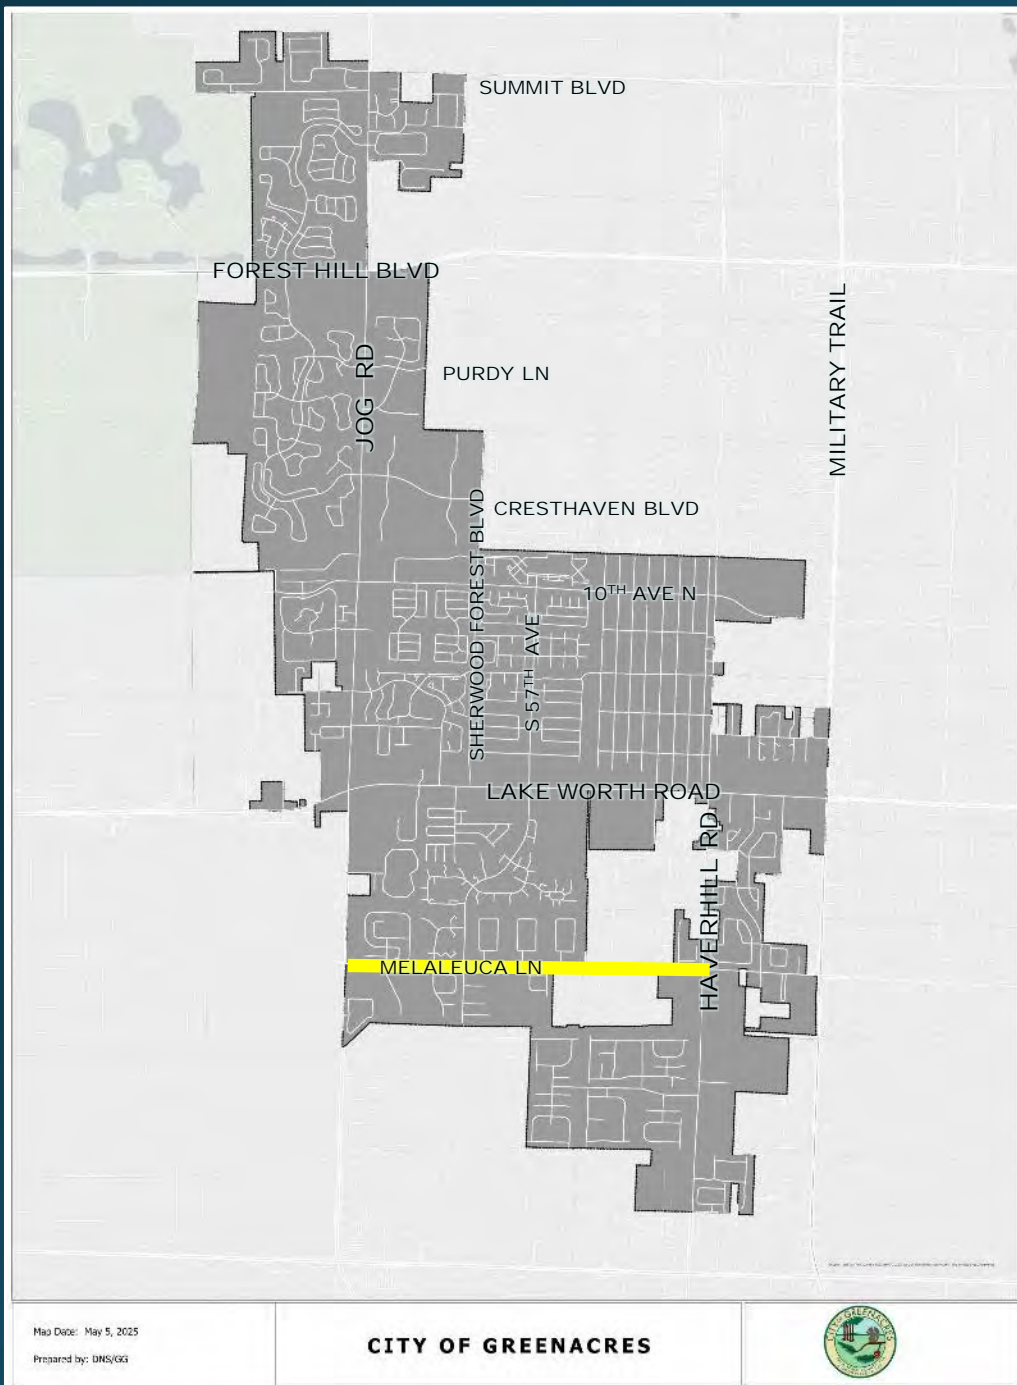 SUMMIT BLVD
FOREST HILL BLVD
MILITARY TRAIL
JOG RD
PURDY LN
SHERWOOD FOREST BLVD
CRESTHAVEN BLVD
10TH AVE N
S 57TH AVE
LAKE WORTH ROAD
HAVERHILL RD
MELALEUCA LN
Map Date: May 5, 2025
Prepared by: DNS/GG
CITY OF GREENACRES